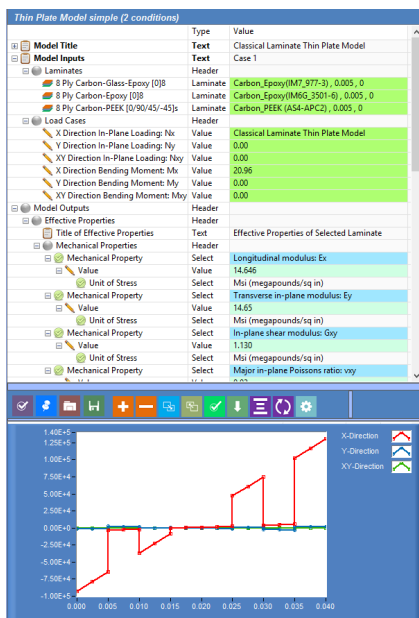 Thin Plate Model simple (2 conditions)
Type Value
Model Title Text Classical Laminate Thin Plate Model
Model Inputs Text Case 1
Laminates Header
8 Ply Carbon-Glass-Epoxy [0]8 Laminate Carbon_Epoxy(IM7_977-3) , 0.005 , 0
8 Ply Carbon-Epoxy [0]8 Laminate Carbon_Epoxy(IM6G_3501-6) , 0.005 , 0
8 Ply Carbon-PEEK [0/90/45/-45]s Laminate Carbon_PEEK (AS4-APC2) , 0.005 , 0
Load Cases Header
X Direction In-Plane Loading: Nx Value Classical Laminate Thin Plate Model
Y Direction In-Plane Loading: Ny Value 0.00
XY Direction In-Plane Loading: Nxy Value 0.00
X Direction Bending Moment: Mx Value 20.96
Y Direction Bending Moment: My Value 0.00
XY Direction Bending Moment: Mxy Value 0.00
Model Outputs Header
Effective Properties Header
Title of Effective Properties Text Effective Properties of Selected Laminate
Mechanical Properties Header
Mechanical Property Select Longitudinal modulus: Ex
Value Value 14.646
Unit of Stress Select Msi (megapounds/sq in)
Mechanical Property Select Transverse in-plane modulus: Ey
Value Value 14.65
Unit of Stress Select Msi (megapounds/sq in)
Mechanical Property Select In-plane shear modulus: Gxy
Value Value 1.130
Unit of Stress Select Msi (megapounds/sq in)
Mechanical Property Select Major in-plane Poissons ratio: vxy
1.40E+5
1.25E+5
1.00E+5
7.50E+4
5.00E+4
2.50E+4
0.00E+0
-2.50E+4
-5.00E+4
-7.50E+4
-1.00E+5
0.000 0.005 0.010 0.015 0.020 0.025 0.030 0.035 0.040
X-Direction
Y-Direction
XY-Direction